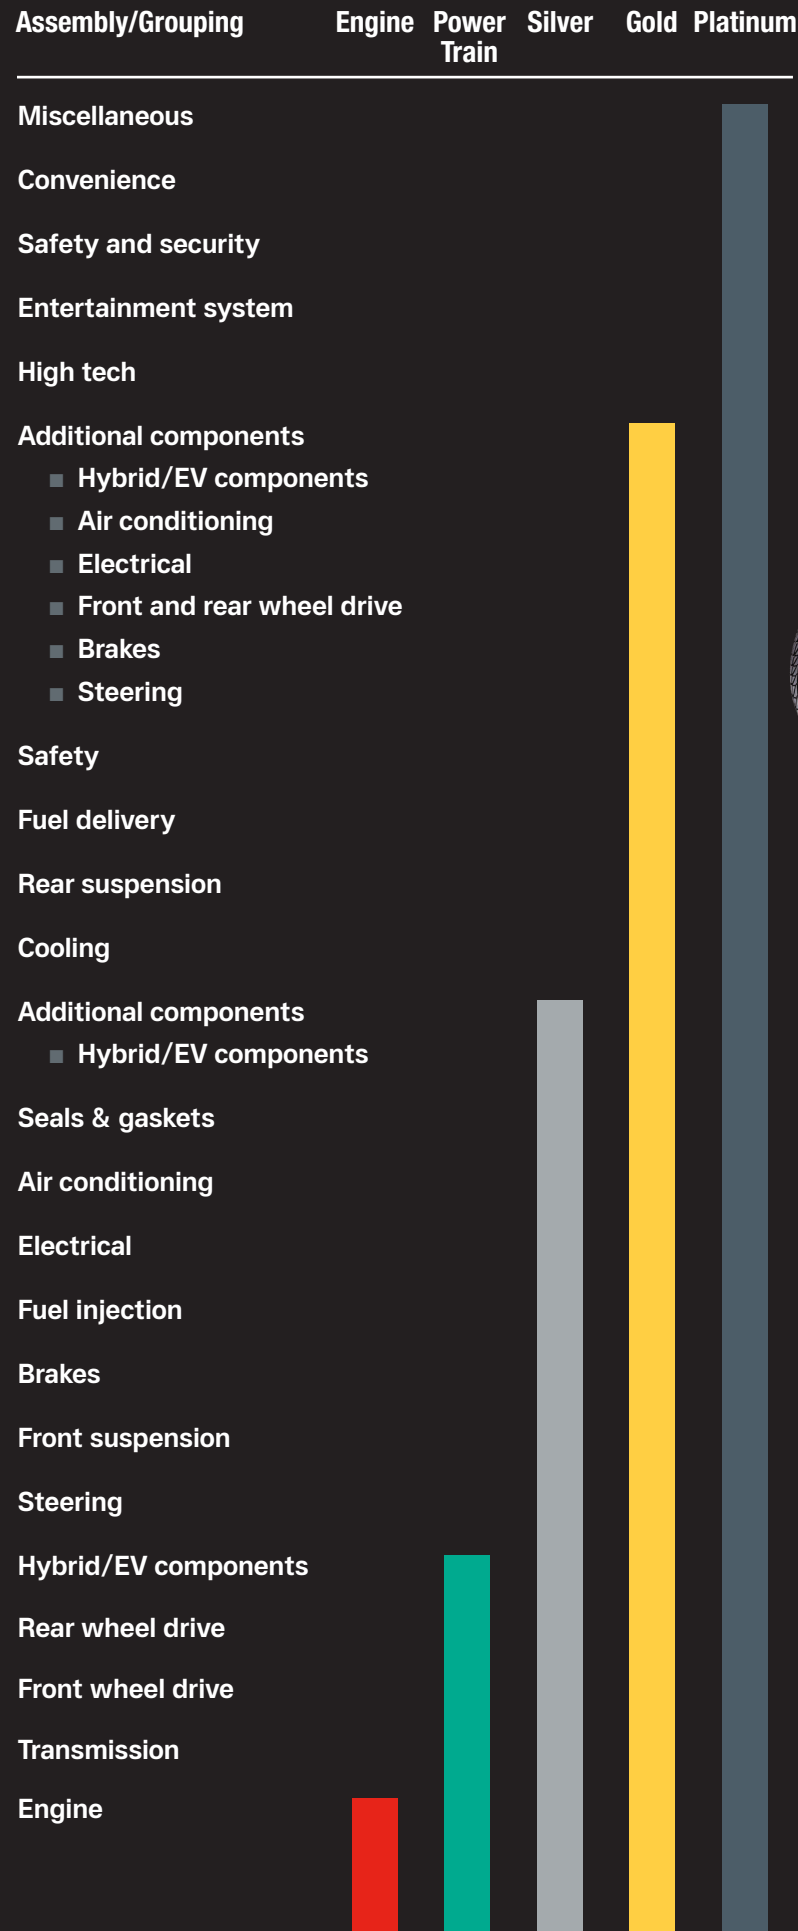 Assembly/Grouping Engine Power Train Silver Gold Platinum
Miscellaneous
Convenience
Safety and security
Entertainment system
High tech
Additional components
Hybrid/EV components
Air conditioning
Electrical
Front and rear wheel drive
Brakes
Steering
Safety
Fuel delivery
Rear suspension
Cooling
Additional components
Hybrid/EV components
Seals & gaskets
Air conditioning
Electrical
Fuel injection
Brakes
Front suspension
Steering
Hybrid/EV components
Rear wheel drive
Front wheel drive
Transmission
Engine